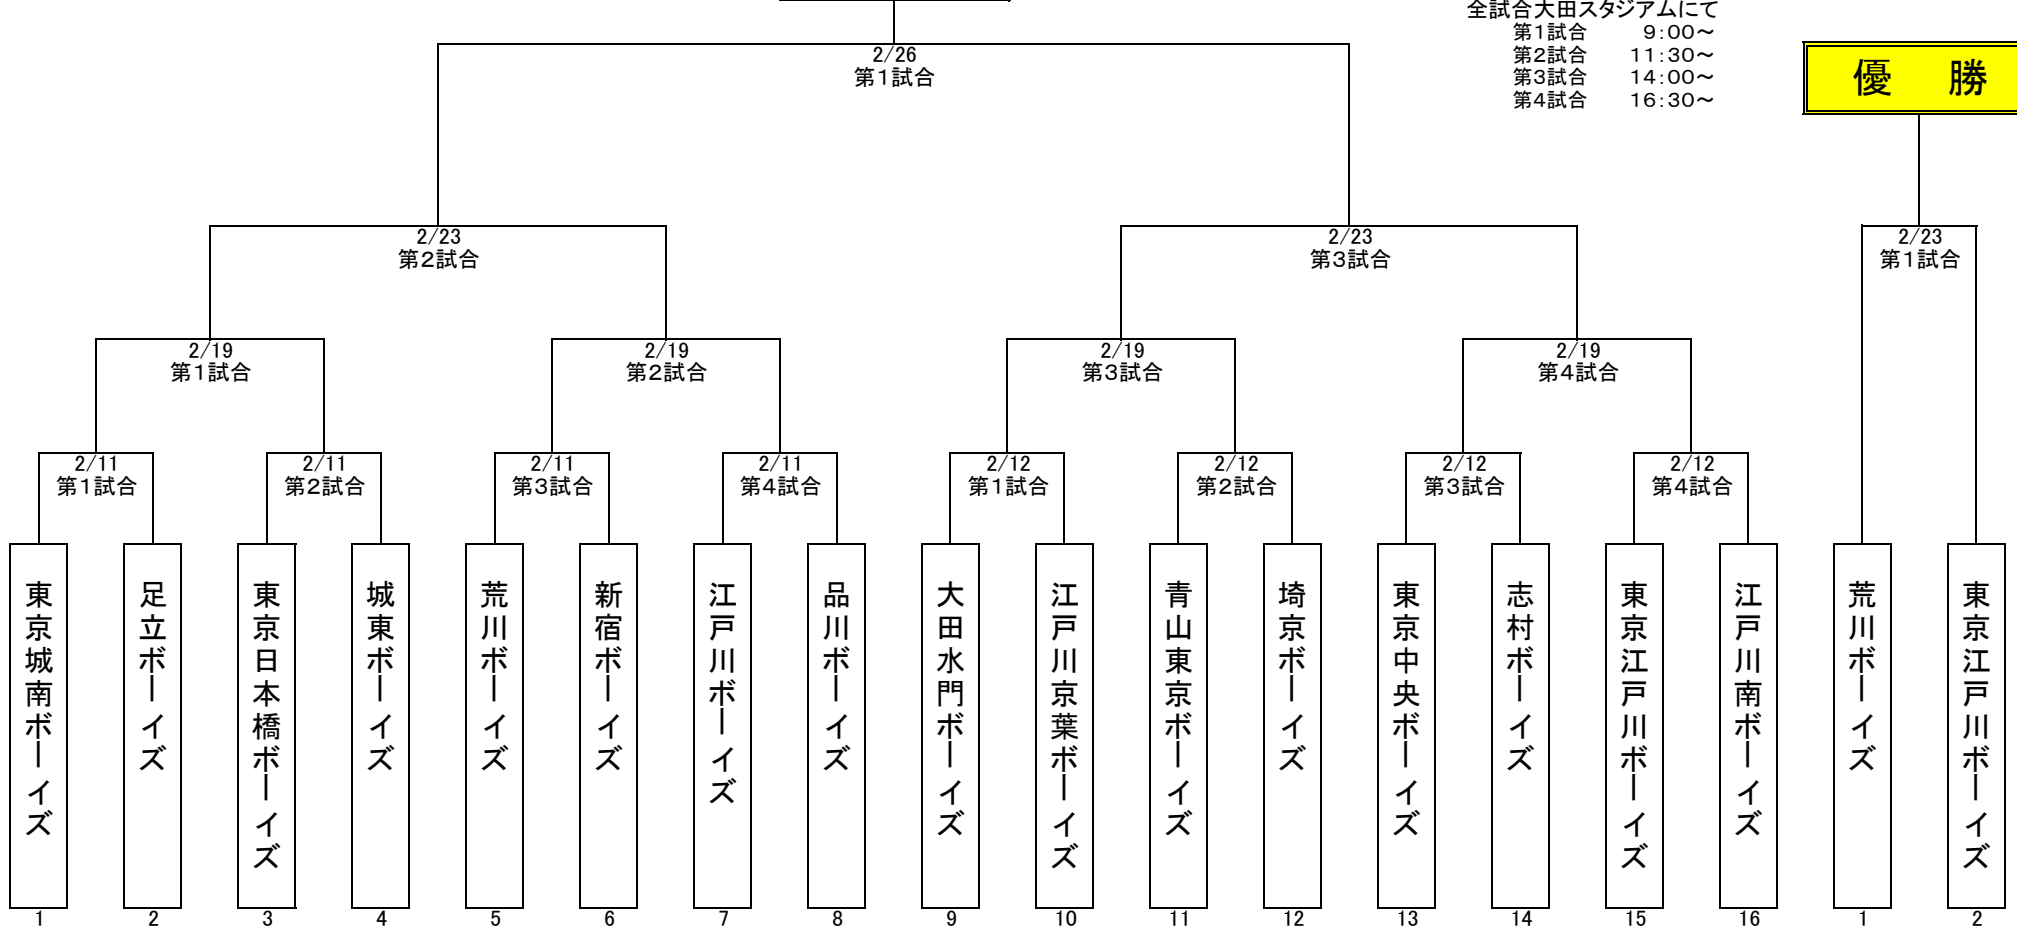 全試合大田スタジアムにて
第1試合 9:00～
第2試合 11:30～
第3試合 14:00～
第4試合 16:30～
優 勝
2/26
第1試合
2/23
第2試合
2/23
第3試合
2/23
第1試合
2/19
第1試合
2/19
第2試合
2/19
第3試合
2/19
第4試合
2/11
第1試合
2/11
第2試合
2/11
第3試合
2/11
第4試合
2/12
第1試合
2/12
第2試合
2/12
第3試合
2/12
第4試合
東京城南ボーイズ
足立ボーイズ
東京日本橋ボーイズ
城東ボーイズ
荒川ボーイズ
新宿ボーイズ
江戸川ボーイズ
品川ボーイズ
大田水門ボーイズ
江戸川京葉ボーイズ
青山東京ボーイズ
埼京ボーイズ
東京中央ボーイズ
志村ボーイズ
東京江戸川ボーイズ
江戸川南ボーイズ
荒川ボーイズ
東京江戸川ボーイズ
1 2 3 4 5 6 7 8 9 10 11 12 13 14 15 16 1 2